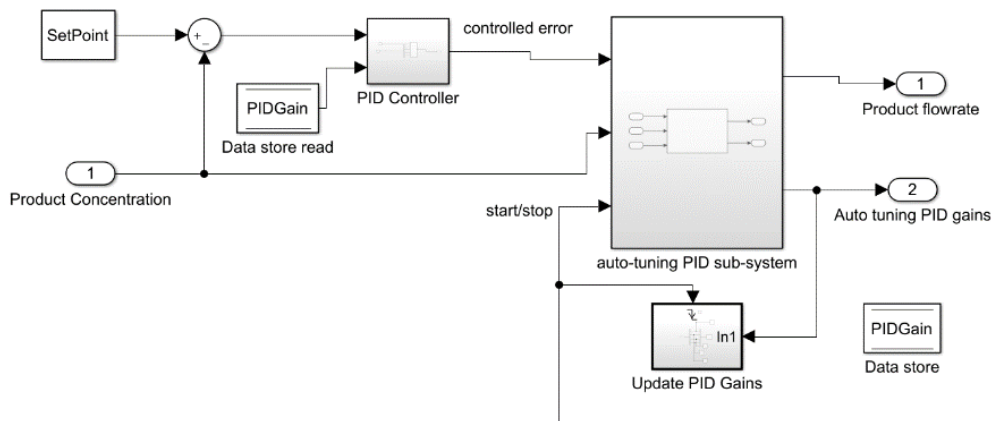 SetPoint
+
_
controlled error
PID Controller
PIDGain
Data store read
1
Product flowrate
1
Product Concentration
start/stop
2
Auto tuning PID gains
auto-tuning PID sub-system
In1
Update PID Gains
PIDGain
Data store